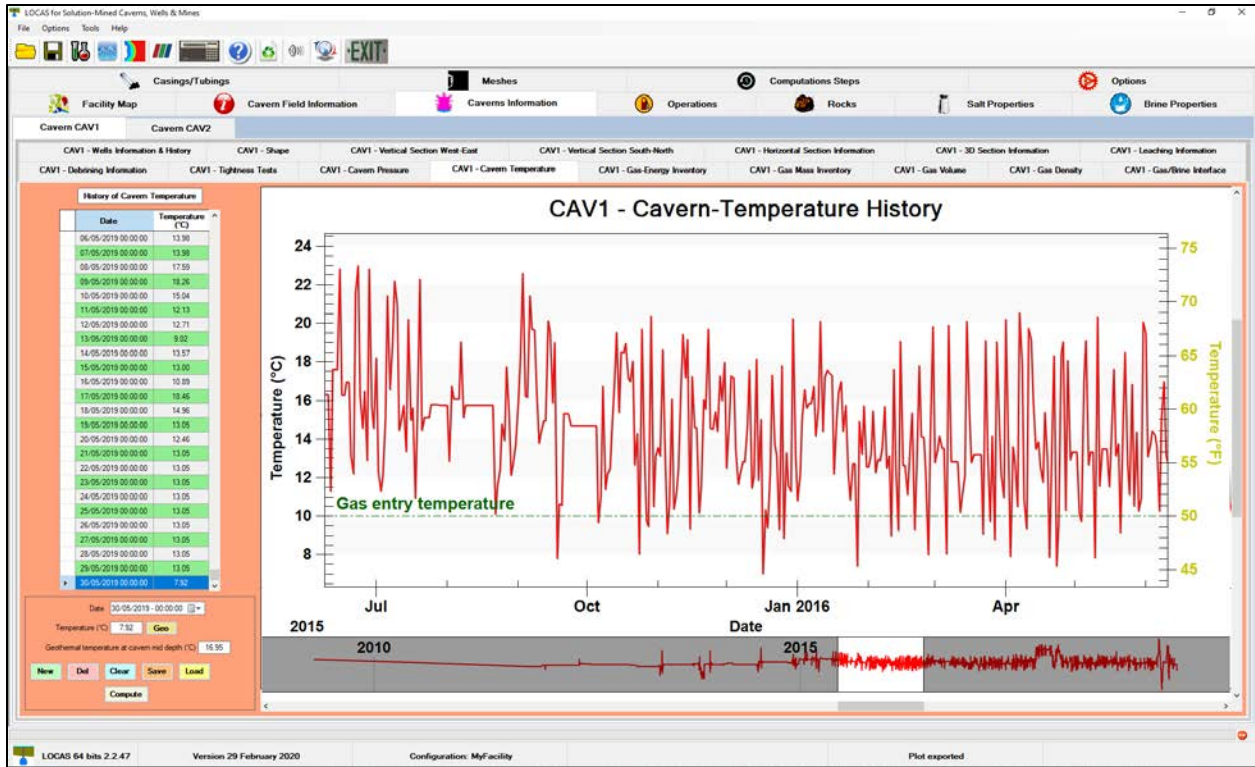 LOCAS for Solution-Mined Caverns, Wells & Mines
File Options Tools Help
EXIT
Casings/Tubings Meshes Computations Steps Options
Facility Map Cavern Field Information Caverns Information Operations Rocks Salt Properties Brine Properties
Cavern CAV1 Cavern CAV2
CAV1 - Wells Information & History CAV1 - Shape CAV1 - Vertical Section West-East CAV1 - Vertical Section South-North CAV1 - Horizontal Section Information CAV1 - 3D Section Information CAV1 - Leaching Information
CAV1 - Debrining Information CAV1 - Tightness Tests CAV1 - Cavern Pressure CAV1 - Cavern Temperature CAV1 - Gas-Energy Inventory CAV1 - Gas Mass Inventory CAV1 - Gas Volume CAV1 - Gas Density CAV1 - Gas/Brine Interface
History of Cavern Temperature
Date Temperature (°C)
06/05/2019 00:00:00 13.98
07/05/2019 00:00:00 13.98
08/05/2019 00:00:00 17.59
09/05/2019 00:00:00 18.26
10/05/2019 00:00:00 15.04
11/05/2019 00:00:00 12.13
12/05/2019 00:00:00 12.71
13/05/2019 00:00:00 9.02
14/05/2019 00:00:00 13.57
15/05/2019 00:00:00 13.00
16/05/2019 00:00:00 10.89
17/05/2019 00:00:00 18.46
18/05/2019 00:00:00 14.96
19/05/2019 00:00:00 13.05
20/05/2019 00:00:00 12.46
21/05/2019 00:00:00 13.05
22/05/2019 00:00:00 13.05
23/05/2019 00:00:00 13.05
24/05/2019 00:00:00 13.05
25/05/2019 00:00:00 13.05
26/05/2019 00:00:00 13.05
27/05/2019 00:00:00 13.05
28/05/2019 00:00:00 13.05
29/05/2019 00:00:00 13.05
30/05/2019 00:00:00 7.92
Date 30/05/2019 - 00:00:00
Temperature (°C) 7.92 Geo
Geothermal temperature at cavern mid depth (°C) 16.95
New Del Clear Save Load
Compute
CAV1 - Cavern-Temperature History
Temperature (°C)
24
22
20
18
16
14
12
10
8
Gas entry temperature
75
70
65
60
55
50
45
Temperature (°F)
Jul Oct Jan 2016 Apr
2015 Date
2010 2015
LOCAS 64 bits 2.2.47 Version 29 February 2020 Configuration: MyFacility Plot exported